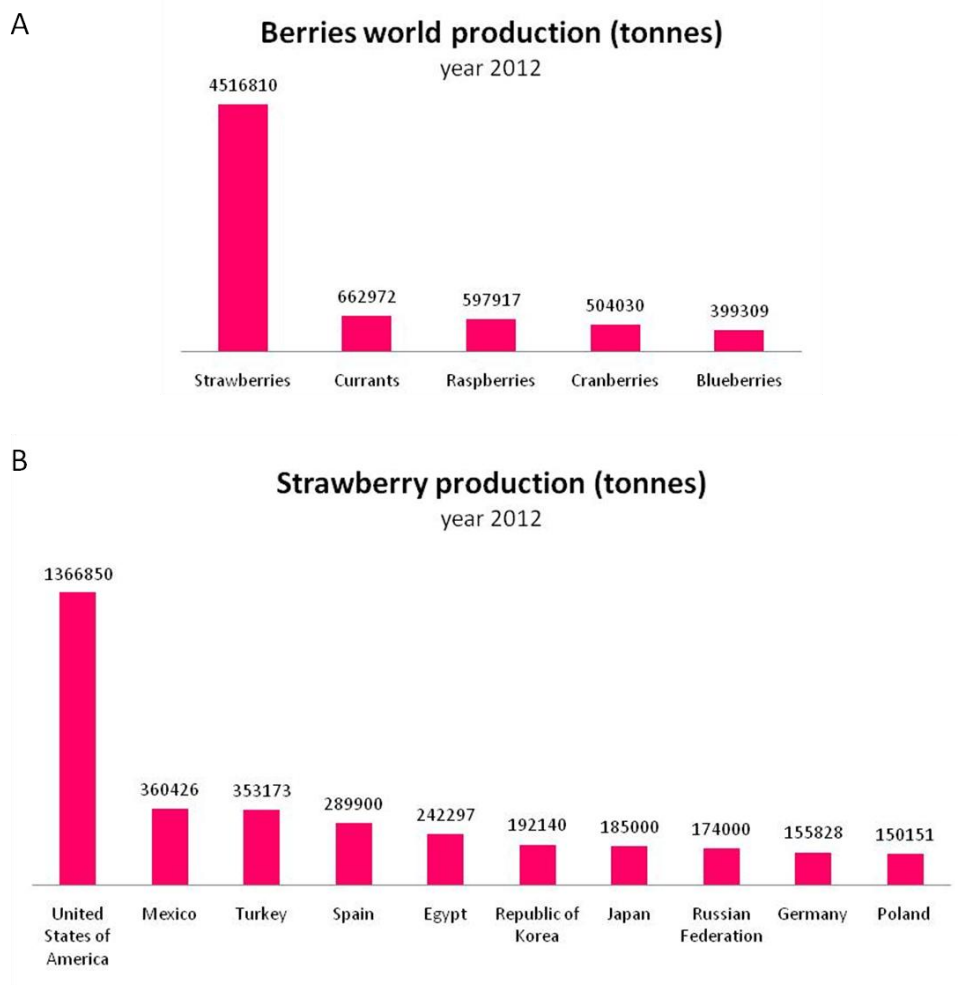 A
Berries world production (tonnes)
year 2012
4516810
662972
597917
504030
399309
Strawberries Currants Raspberries Cranberries Blueberries
B
Strawberry production (tonnes)
year 2012
1366850
360426
353173
289900
242297
192140
185000
174000
155828
150151
United
States of
America
Mexico
Turkey
Spain
Egypt
Republic of
Korea
Japan
Russian
Federation
Germany
Poland